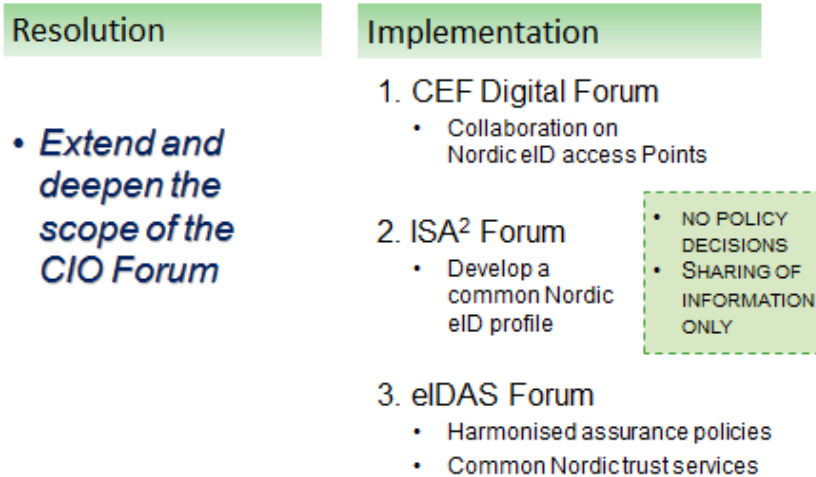 Resolution
Implementation
• Extend and
deepen the
scope of the
CIO Forum
1. CEF Digital Forum
• Collaboration on
Nordic eID access Points
2. ISA² Forum
• Develop a
common Nordic
eID profile
• NO POLICY
DECISIONS
• SHARING OF
INFORMATION
ONLY
3. eIDAS Forum
• Harmonised assurance policies
• Common Nordic trust services